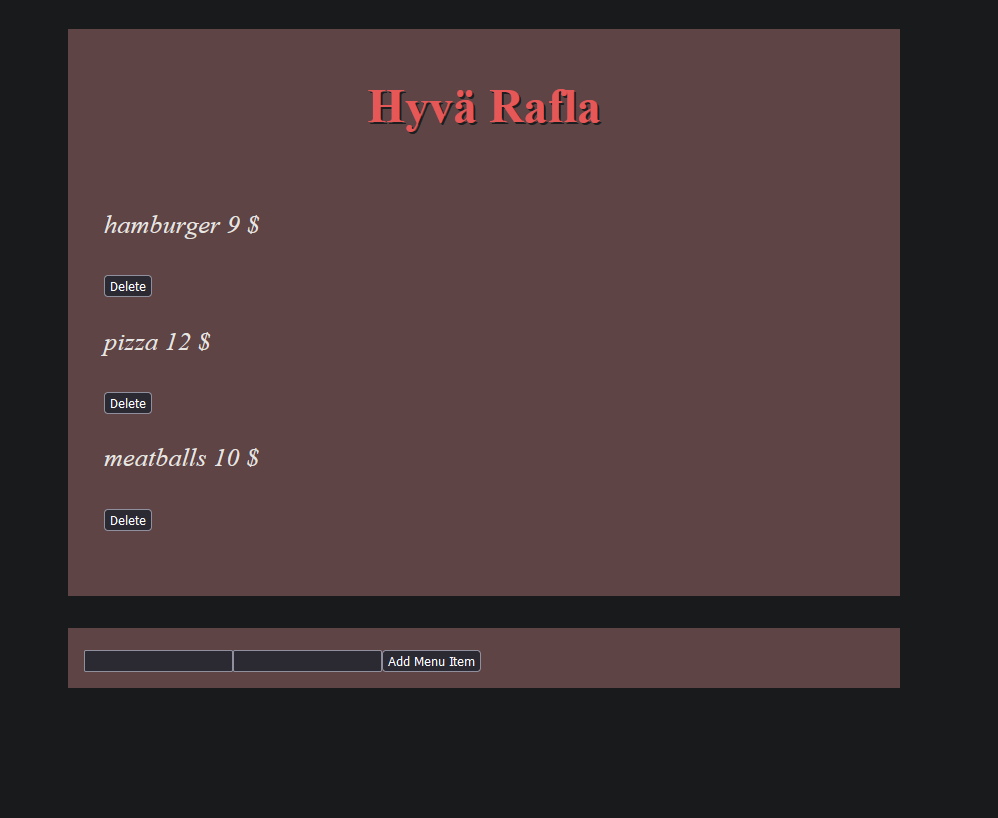 Hyvä Rafla
hamburger 9 $
Delete
pizza 12 $
Delete
meatballs 10 $
Delete
Add Menu Item